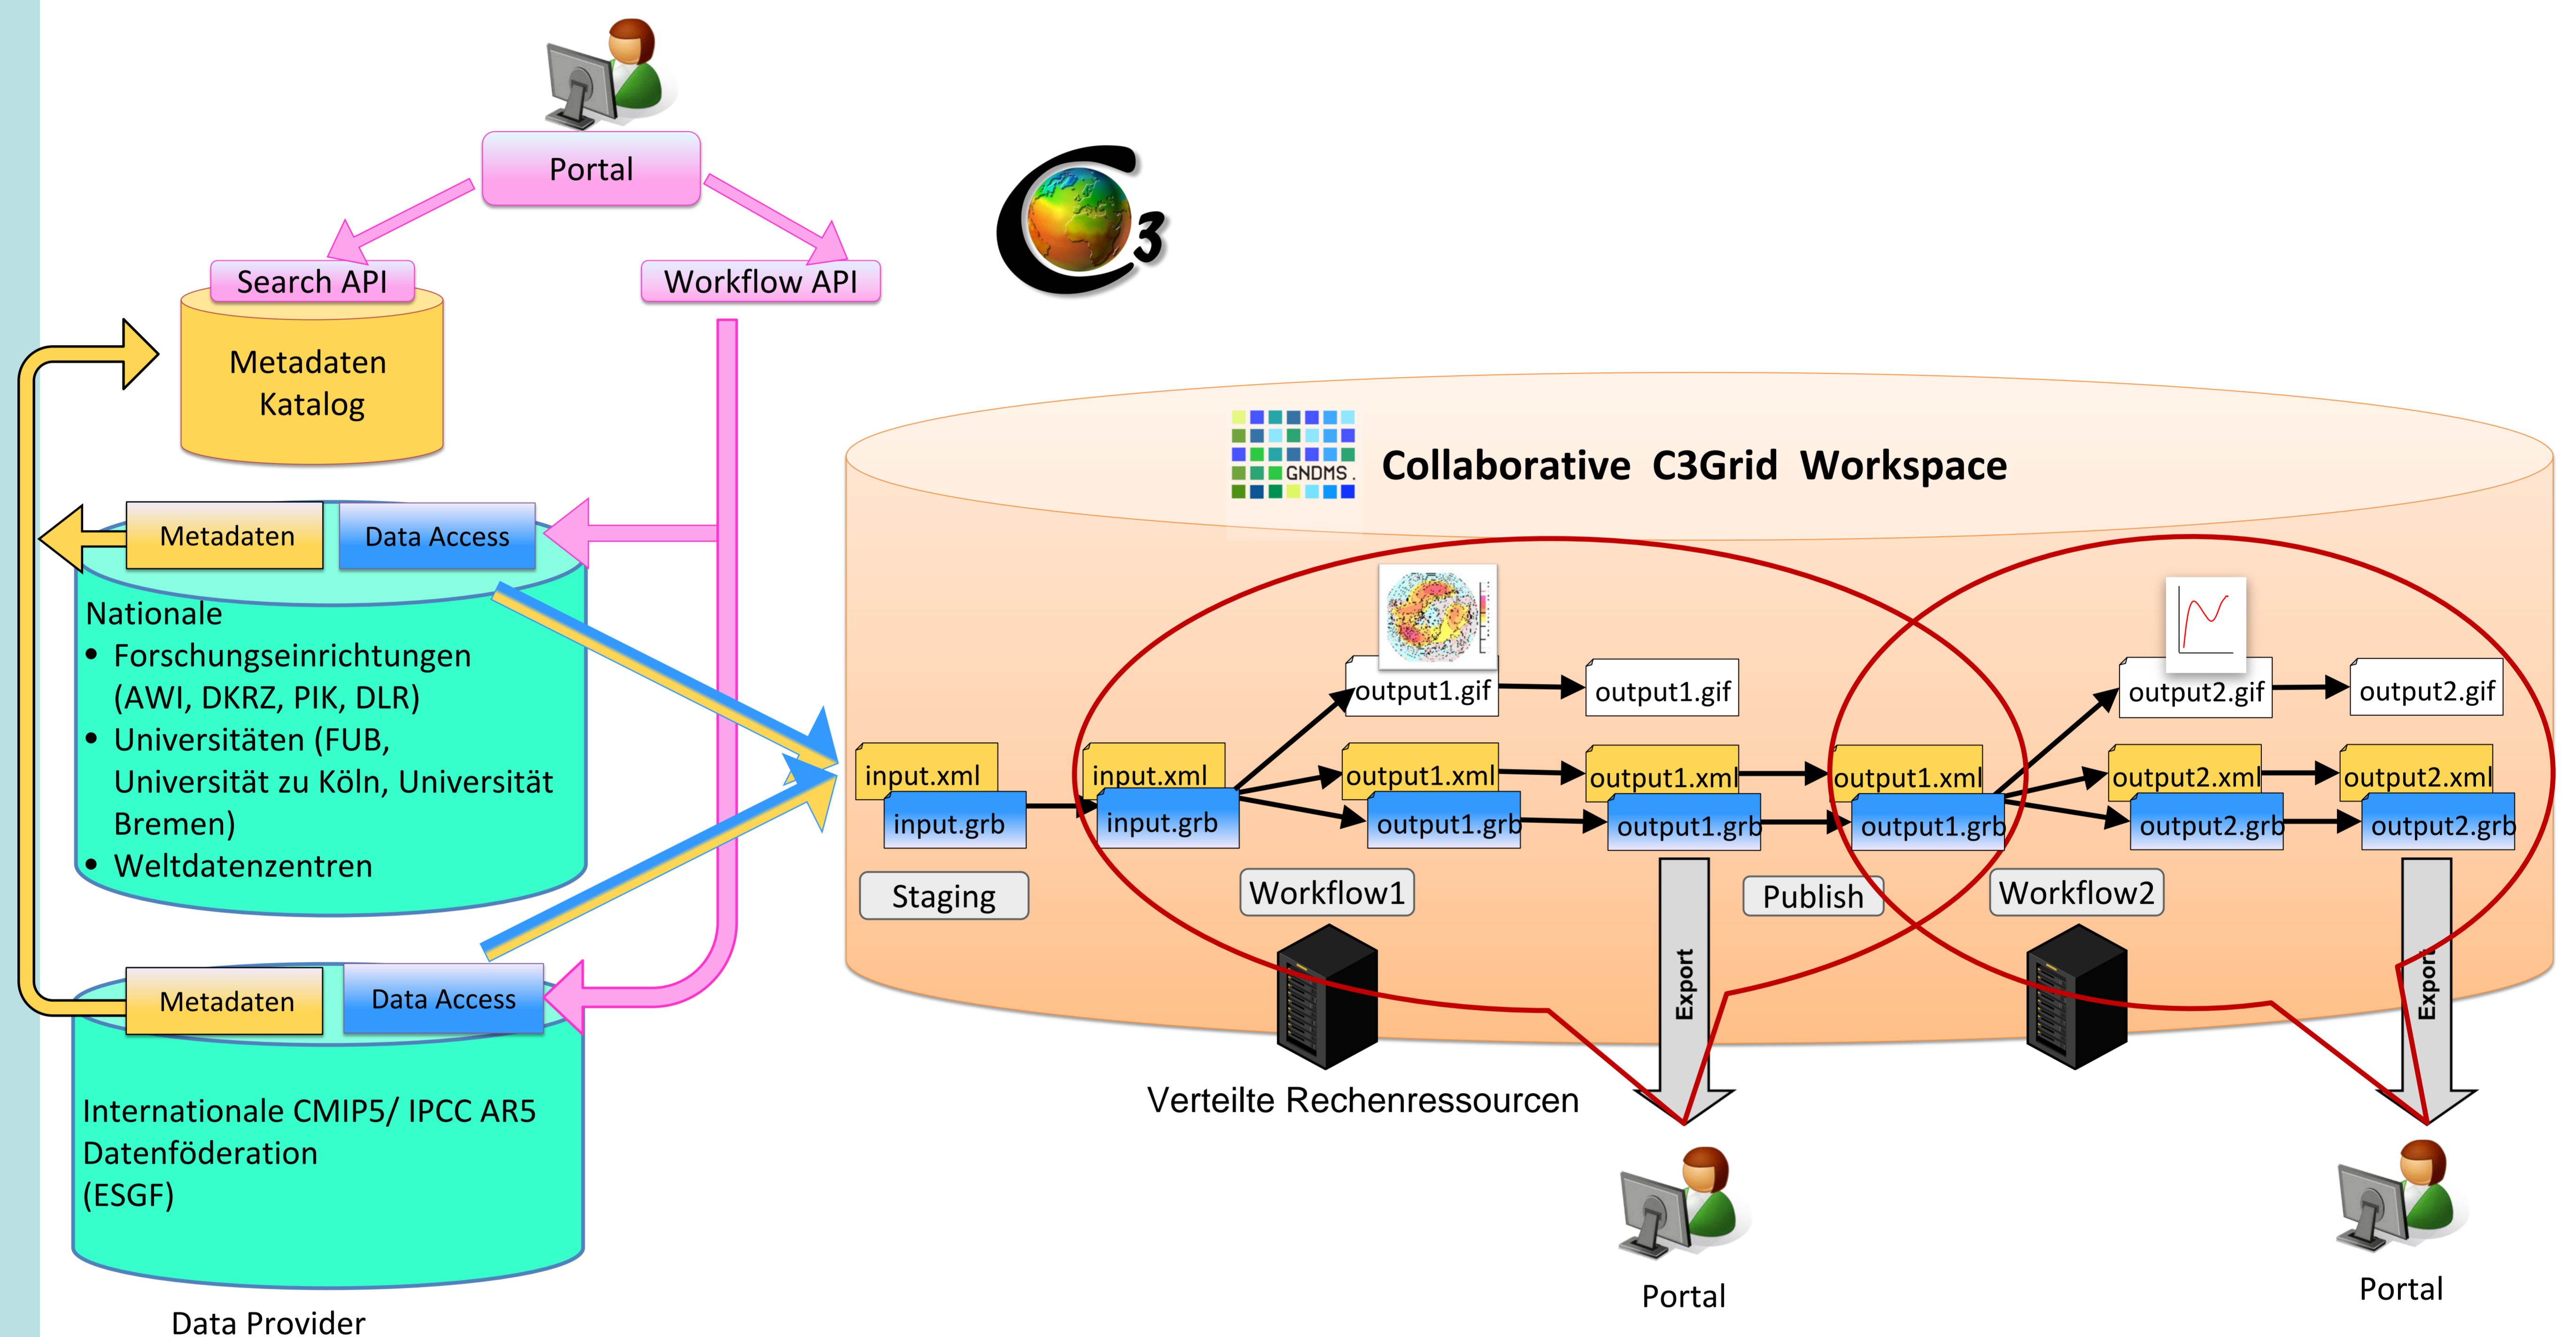 Portal
Search API
Workflow API
Metadaten
Katalog
3
Metadaten
Data Access
Nationale
• Forschungseinrichtungen
(AWI, DKRZ, PIK, DLR)
• Universitäten (FUB,
Universität zu Köln, Universität
Bremen)
• Weltdatenzentren
Metadaten
Data Access
Internationale CMIP5/ IPCC AR5
Datenföderation
(ESGF)
Data Provider
GNDMS.
Collaborative C3Grid Workspace
output1.gif
output1.gif
output2.gif
output2.gif
input.xml
input.xml
output1.xml
output1.xml
output1.xml
output2.xml
output2.xml
input.grb
input.grb
output1.grb
output1.grb
output1.grb
output2.grb
output2.grb
Staging
Workflow1
Publish
Workflow2
Export
Export
Verteilte Rechenressourcen
Portal
Portal